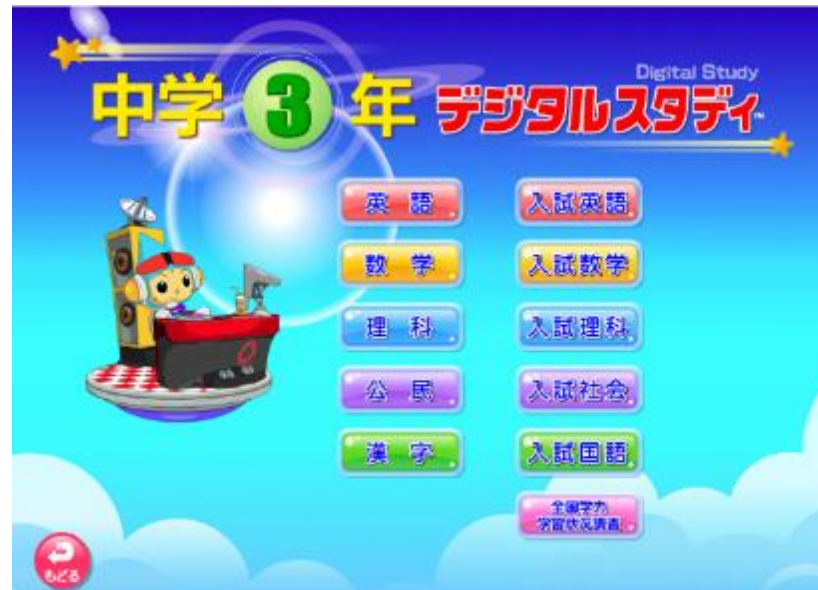 Digital Study
中学3年 デジタルスタディ™
英語
入試英語
数学
入試数学
理科
入試理科
公民
入試社会
漢字
入試国語
全国学力
学習状況調査
もどる